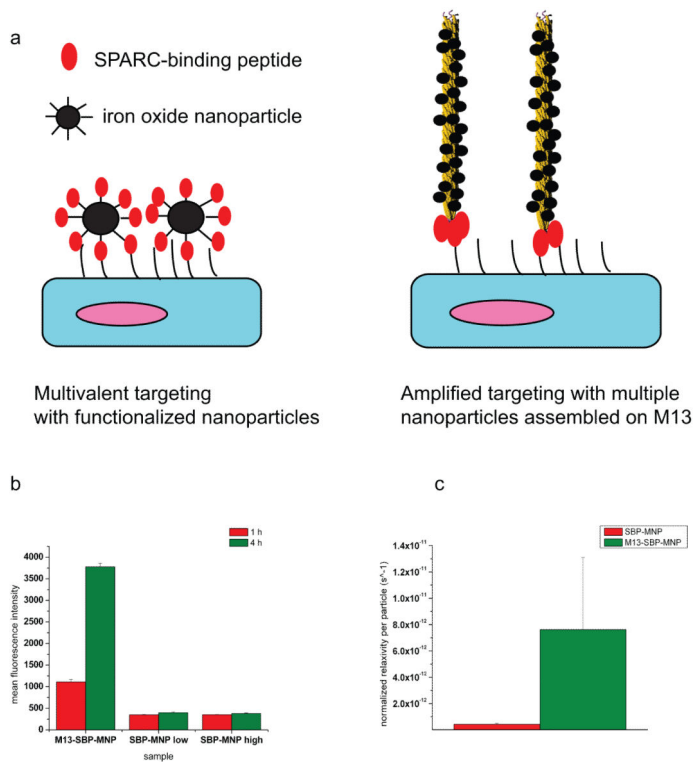 a
SPARC-binding peptide
iron oxide nanoparticle
Multivalent targeting
with functionalized nanoparticles
Amplified targeting with multiple
nanoparticles assembled on M13
b
1 h
4 h
mean fluorescence intensity
4000
3500
3000
2500
2000
1500
1000
500
0
M13-SBP-MNP
SBP-MNP low
SBP-MNP high
sample
c
SBP-MNP
M13-SBP-MNP
normalized relaxivity per particle (s^-1)
1.4x10^-11
1.2x10^-11
1.0x10^-11
8.0x10^-12
6.0x10^-12
4.0x10^-12
2.0x10^-12